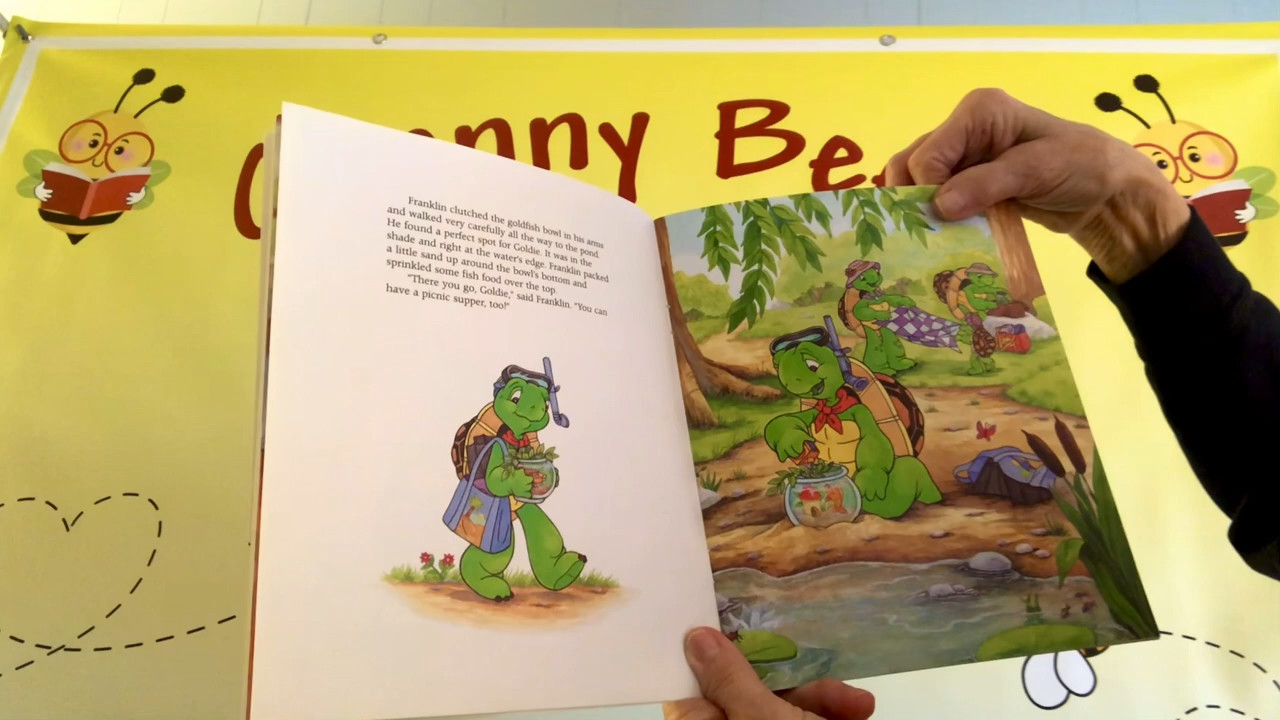 nny Be
Franklin clutched the goldfish bowl in his arms
and walked very carefully all the way to the pond.
He found a perfect spot for Goldie. It was in the
shade and right at the water's edge. Franklin packed
a little sand up around the bowl's bottom and
sprinkled some fish food over the top.
"There you go, Goldie," said Franklin. "You can
have a picnic supper, too!"